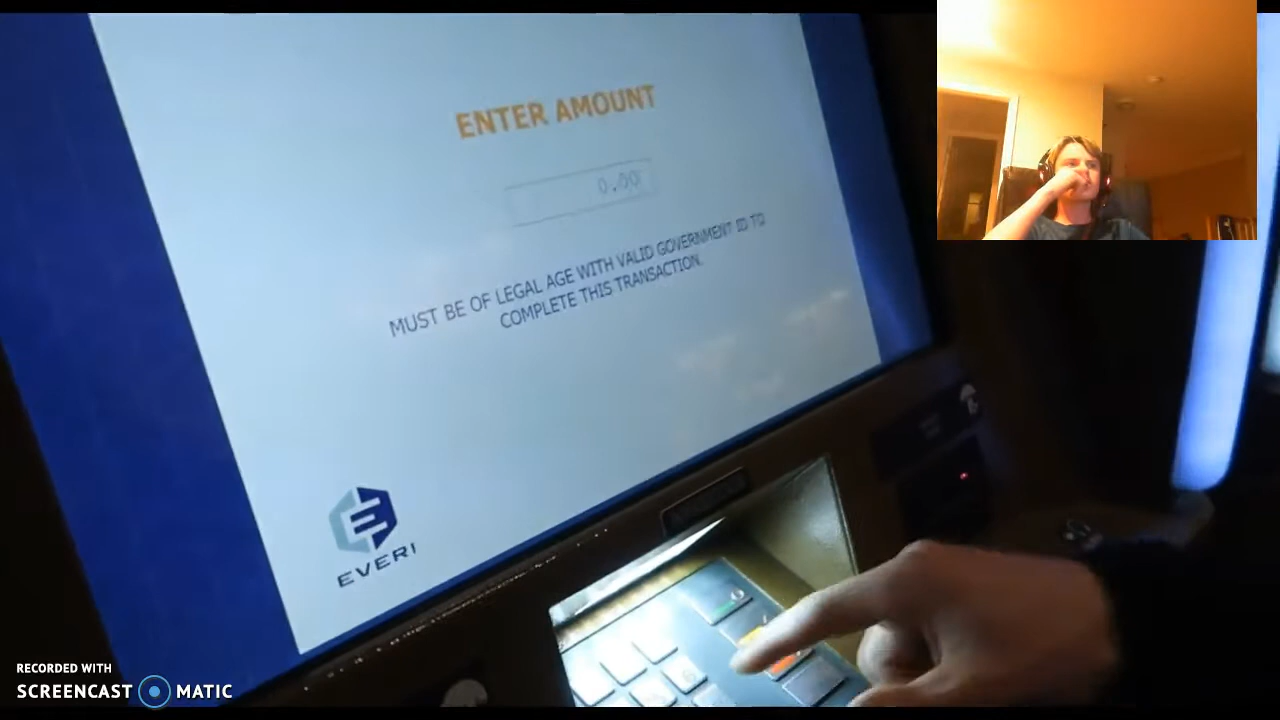 ENTER AMOUNT
0.00
MUST BE OF LEGAL AGE WITH VALID GOVERNMENT ID TO
COMPLETE THIS TRANSACTION.
EVERI
RECORDED WITH
SCREENCAST MATIC